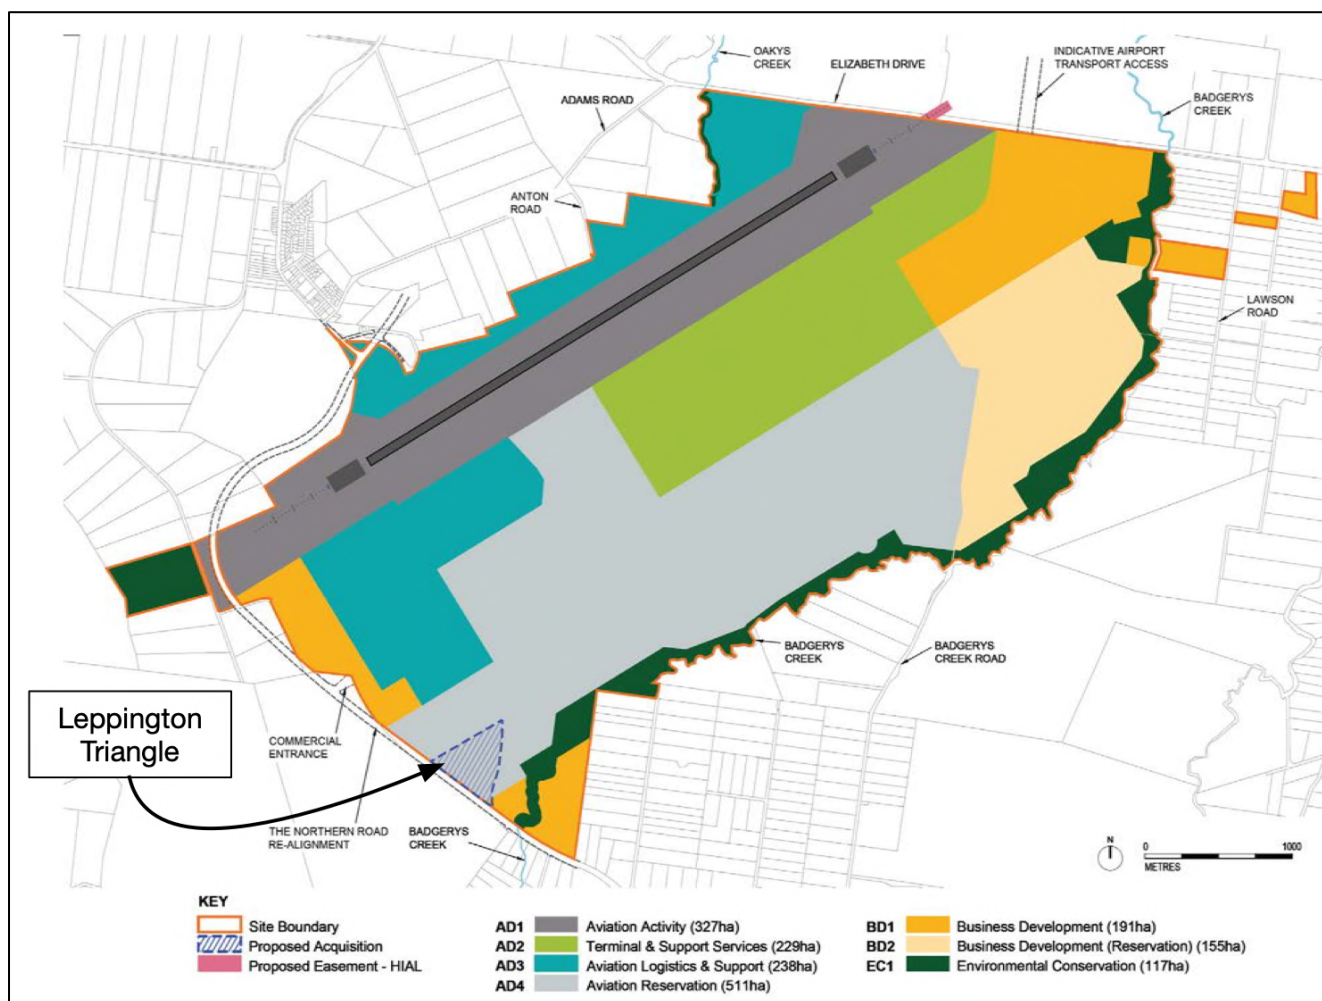 OAKYS
CREEK
ELIZABETH DRIVE
INDICATIVE AIRPORT
TRANSPORT ACCESS
ADAMS ROAD
BADGERYS
CREEK
ANTON
ROAD
LAWSON
ROAD
BADGERYS
CREEK
BADGERYS
CREEK ROAD
Leppington
Triangle
COMMERCIAL
ENTRANCE
THE NORTHERN ROAD
RE-ALIGNMENT
BADGERYS
CREEK
N
0 1000
METRES
KEY
Site Boundary
Proposed Acquisition
Proposed Easement - HIAL
AD1 Aviation Activity (327ha)
AD2 Terminal & Support Services (229ha)
AD3 Aviation Logistics & Support (238ha)
AD4 Aviation Reservation (511ha)
BD1 Business Development (191ha)
BD2 Business Development (Reservation) (155ha)
EC1 Environmental Conservation (117ha)